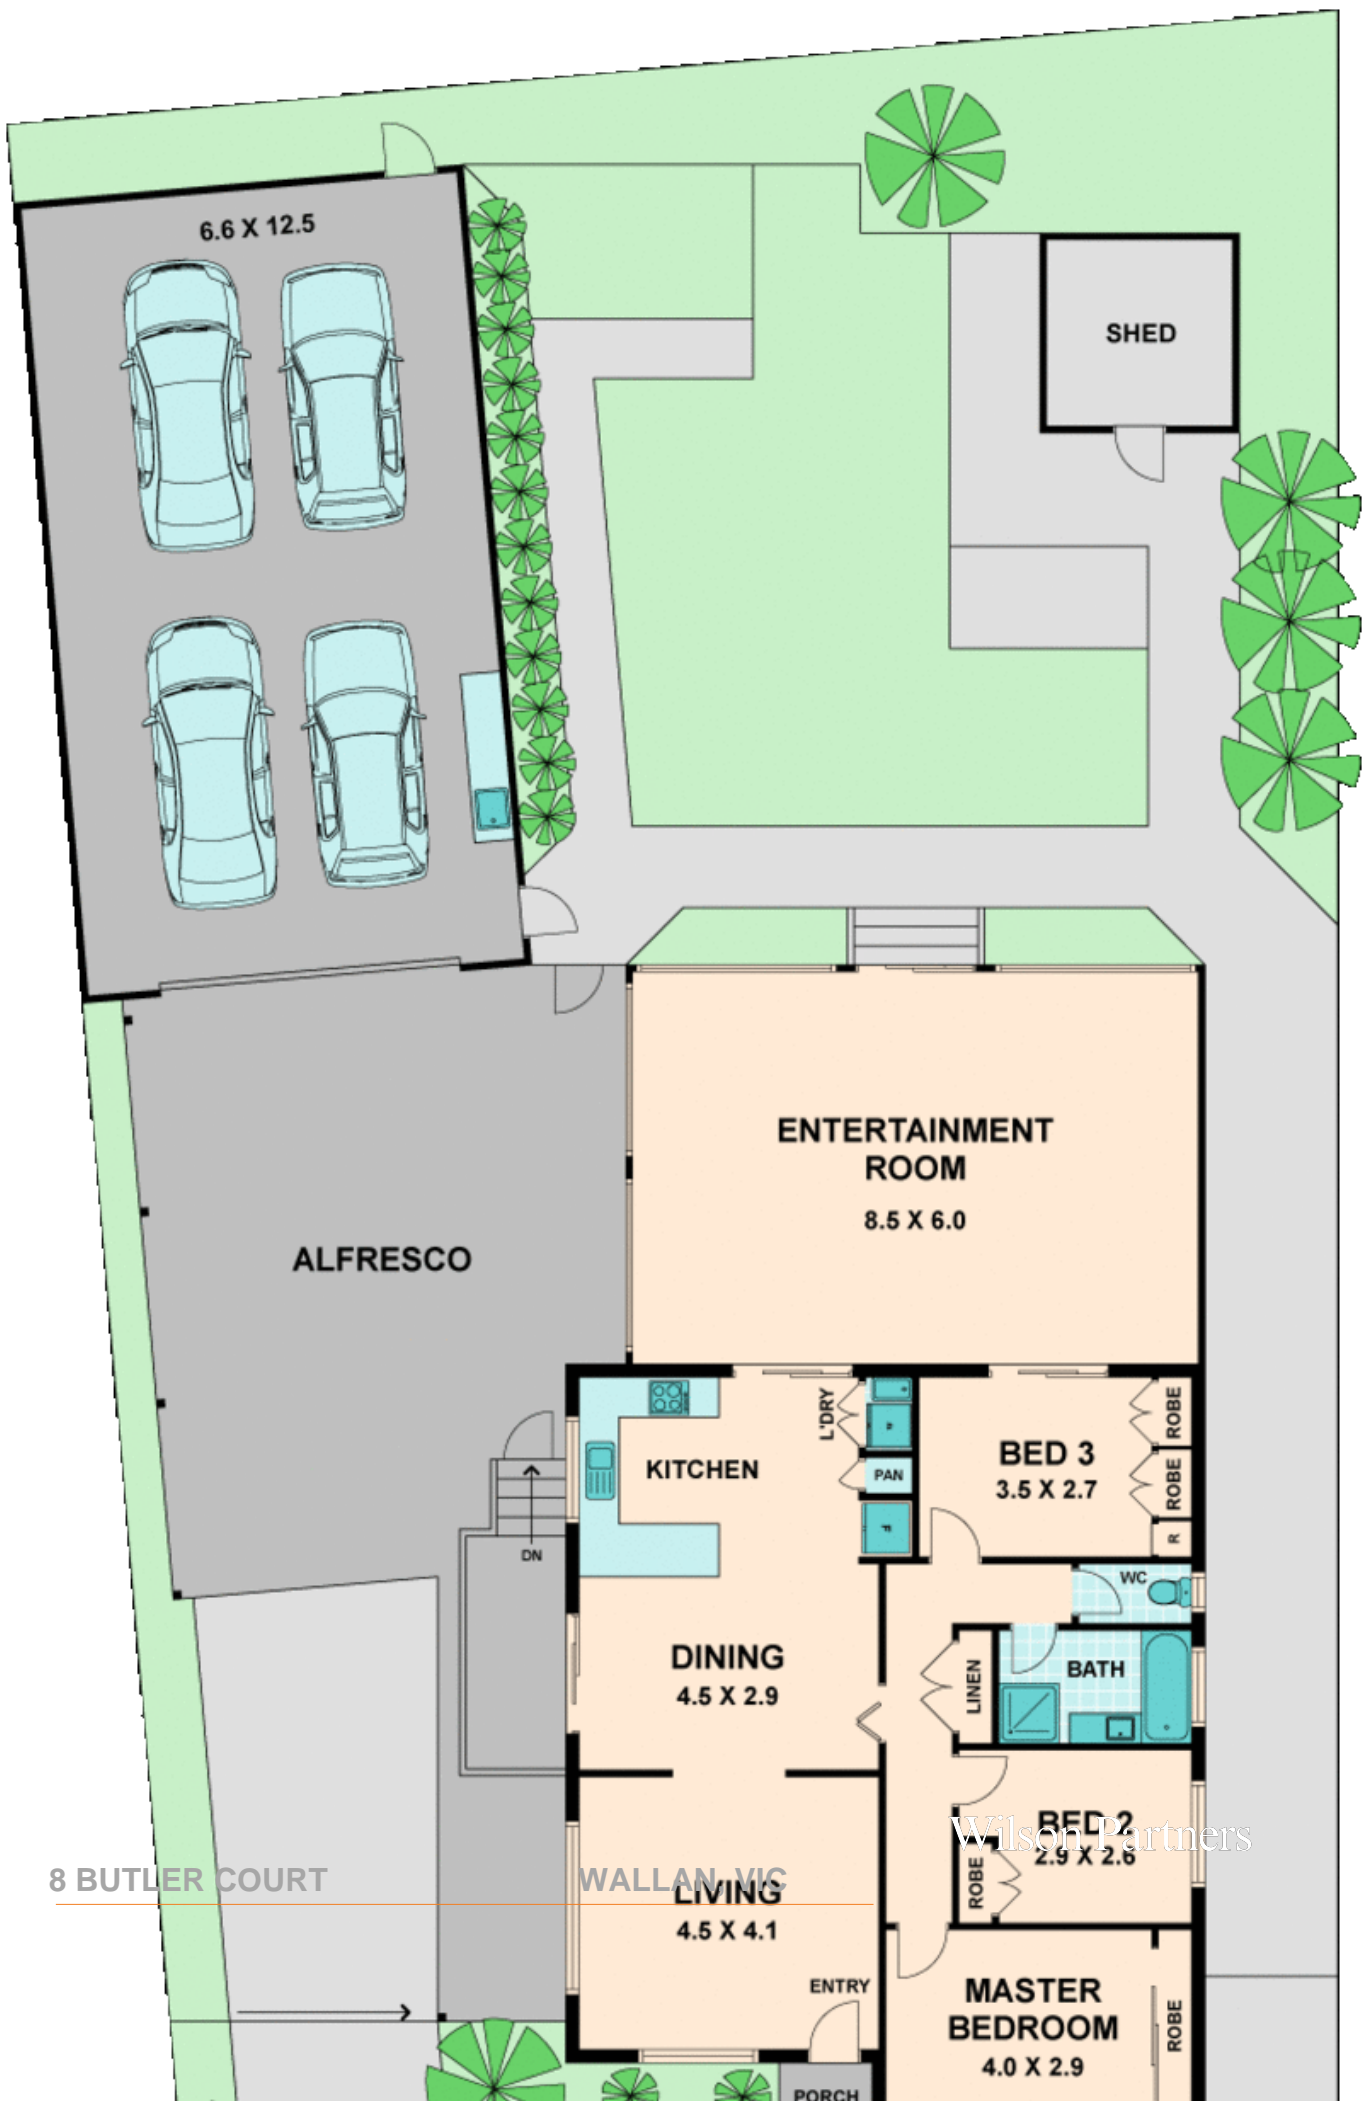 6.6 X 12.5
SHED
ENTERTAINMENT
ROOM
8.5 X 6.0
ALFRESCO
L'DRY
ROBE
KITCHEN
BED 3
3.5 X 2.7
PAN
ROBE
F
R
DN
WC
DINING
4.5 X 2.9
LINEN
BATH
BED 2
2.9 X 2.6
Wilson Partners
ROBE
8 BUTLER COURT WALLAN, VIC
LIVING
4.5 X 4.1
ENTRY
MASTER
BEDROOM
4.0 X 2.9
ROBE
PORCH